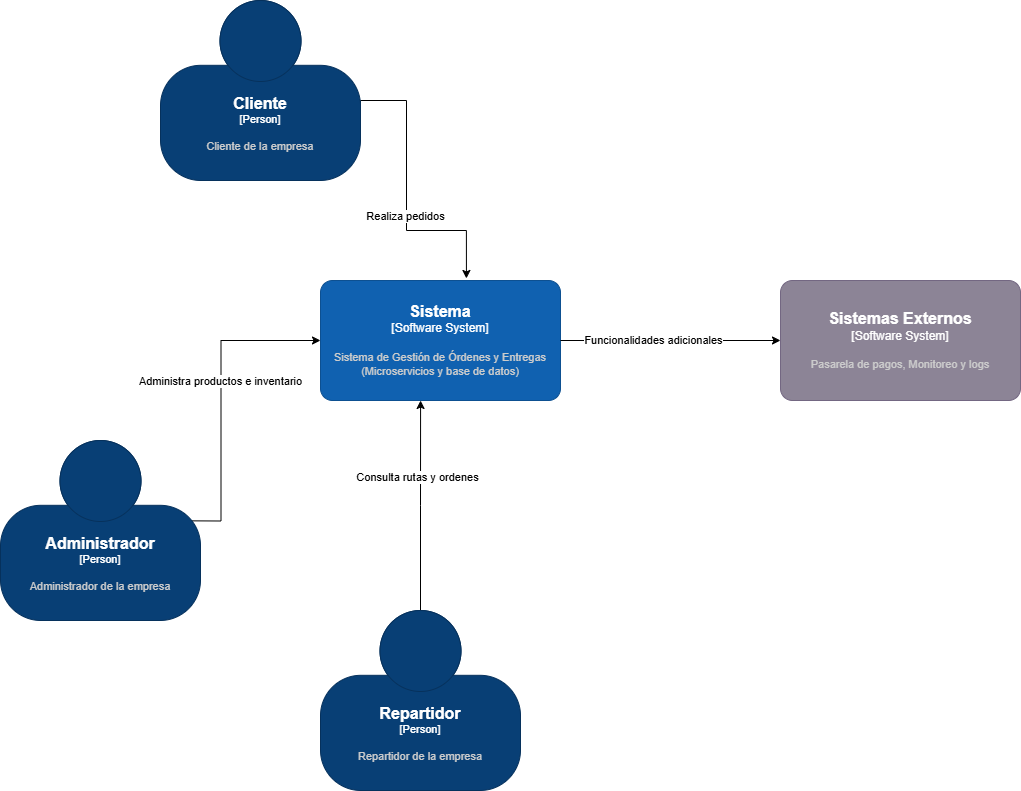 Cliente
[Person]
Cliente de la empresa
Realiza pedidos
Sistema
[Software System]
Sistema de Gestión de Órdenes y Entregas
(Microservicios y base de datos)
Funcionalidades adicionales
Sistemas Externos
[Software System]
Pasarela de pagos, Monitoreo y logs
Administra productos e inventario
Consulta rutas y ordenes
Administrador
[Person]
Administrador de la empresa
Repartidor
[Person]
Repartidor de la empresa